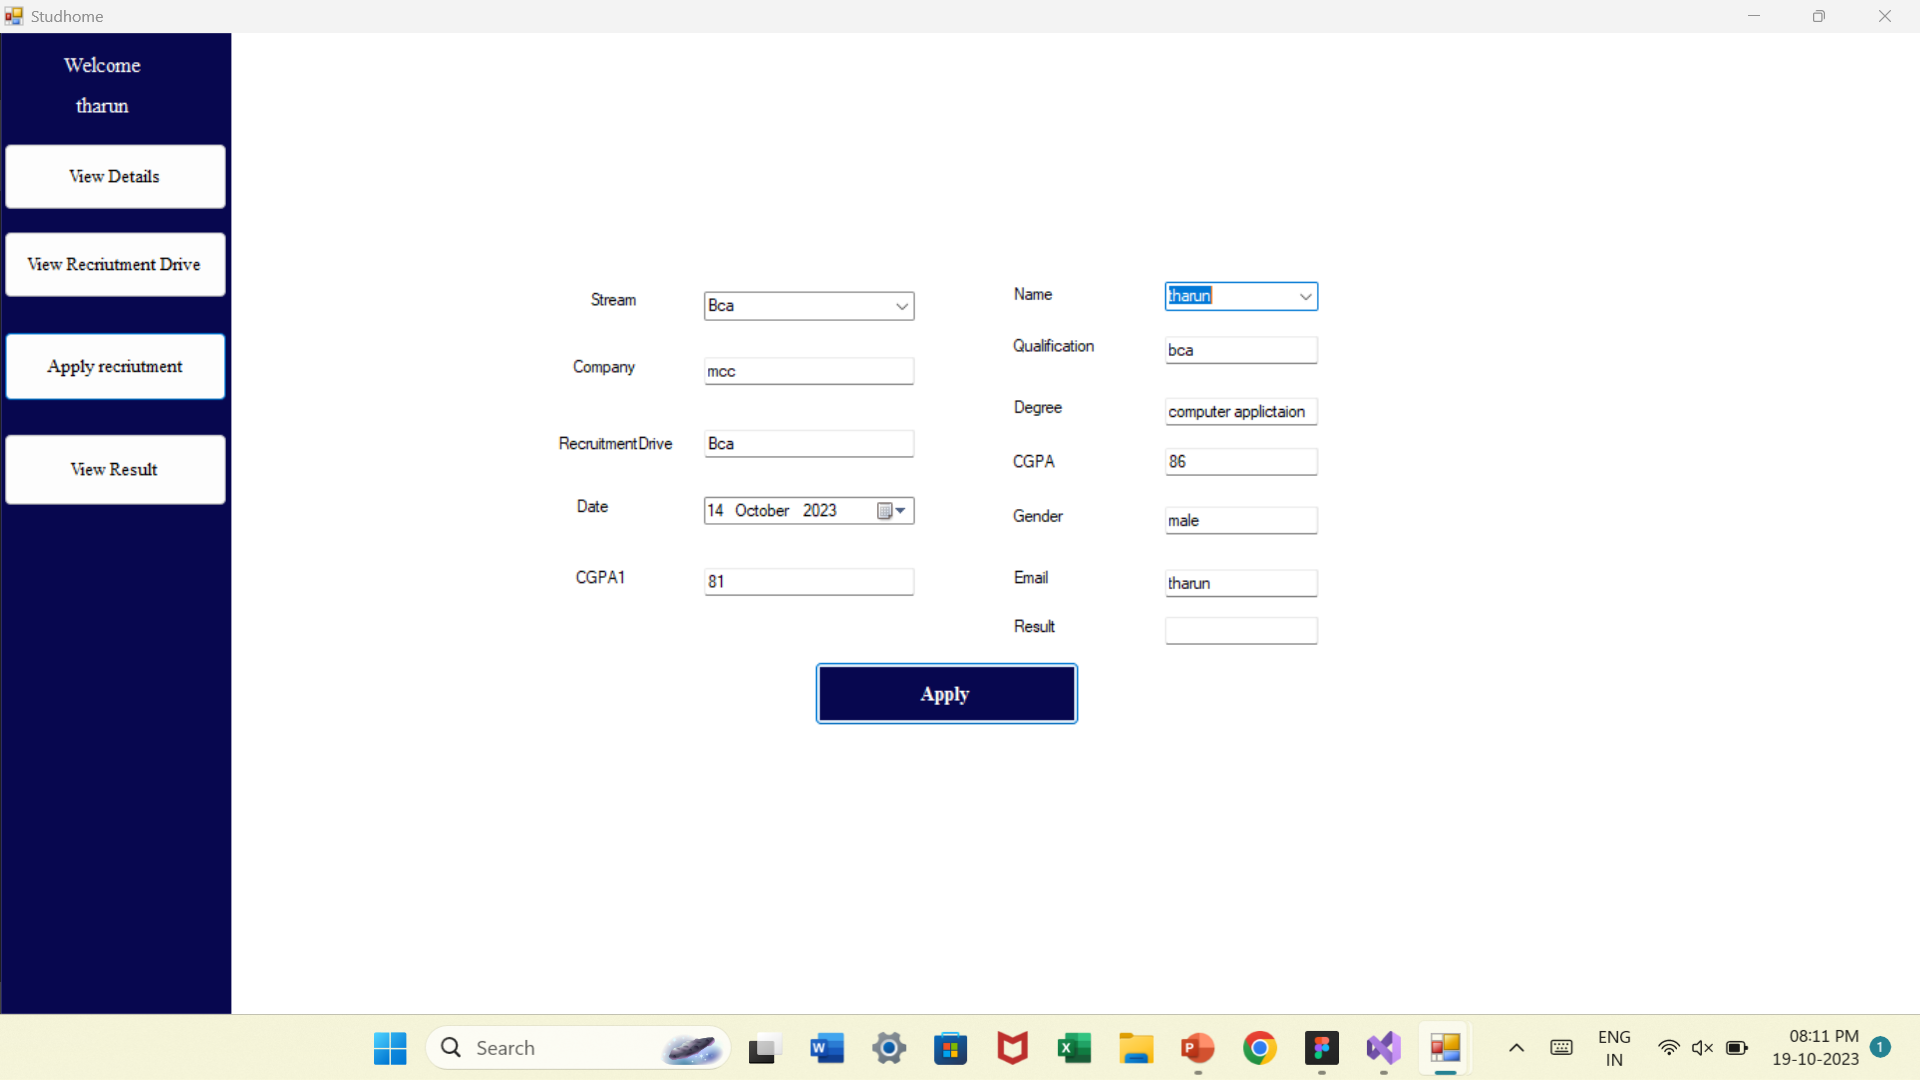 Studhome
Welcome
tharun
View Details
View Recriutment Drive
Apply recriutment
View Result
Stream
Bca
Company
mcc
RecruitmentDrive
Bca
Date
14 October 2023
CGPA1
81
Name
tharun
Qualification
bca
Degree
computer applictaion
CGPA
86
Gender
male
Email
tharun
Result
Apply
Search
ENG
IN
08:11 PM
19-10-2023
1